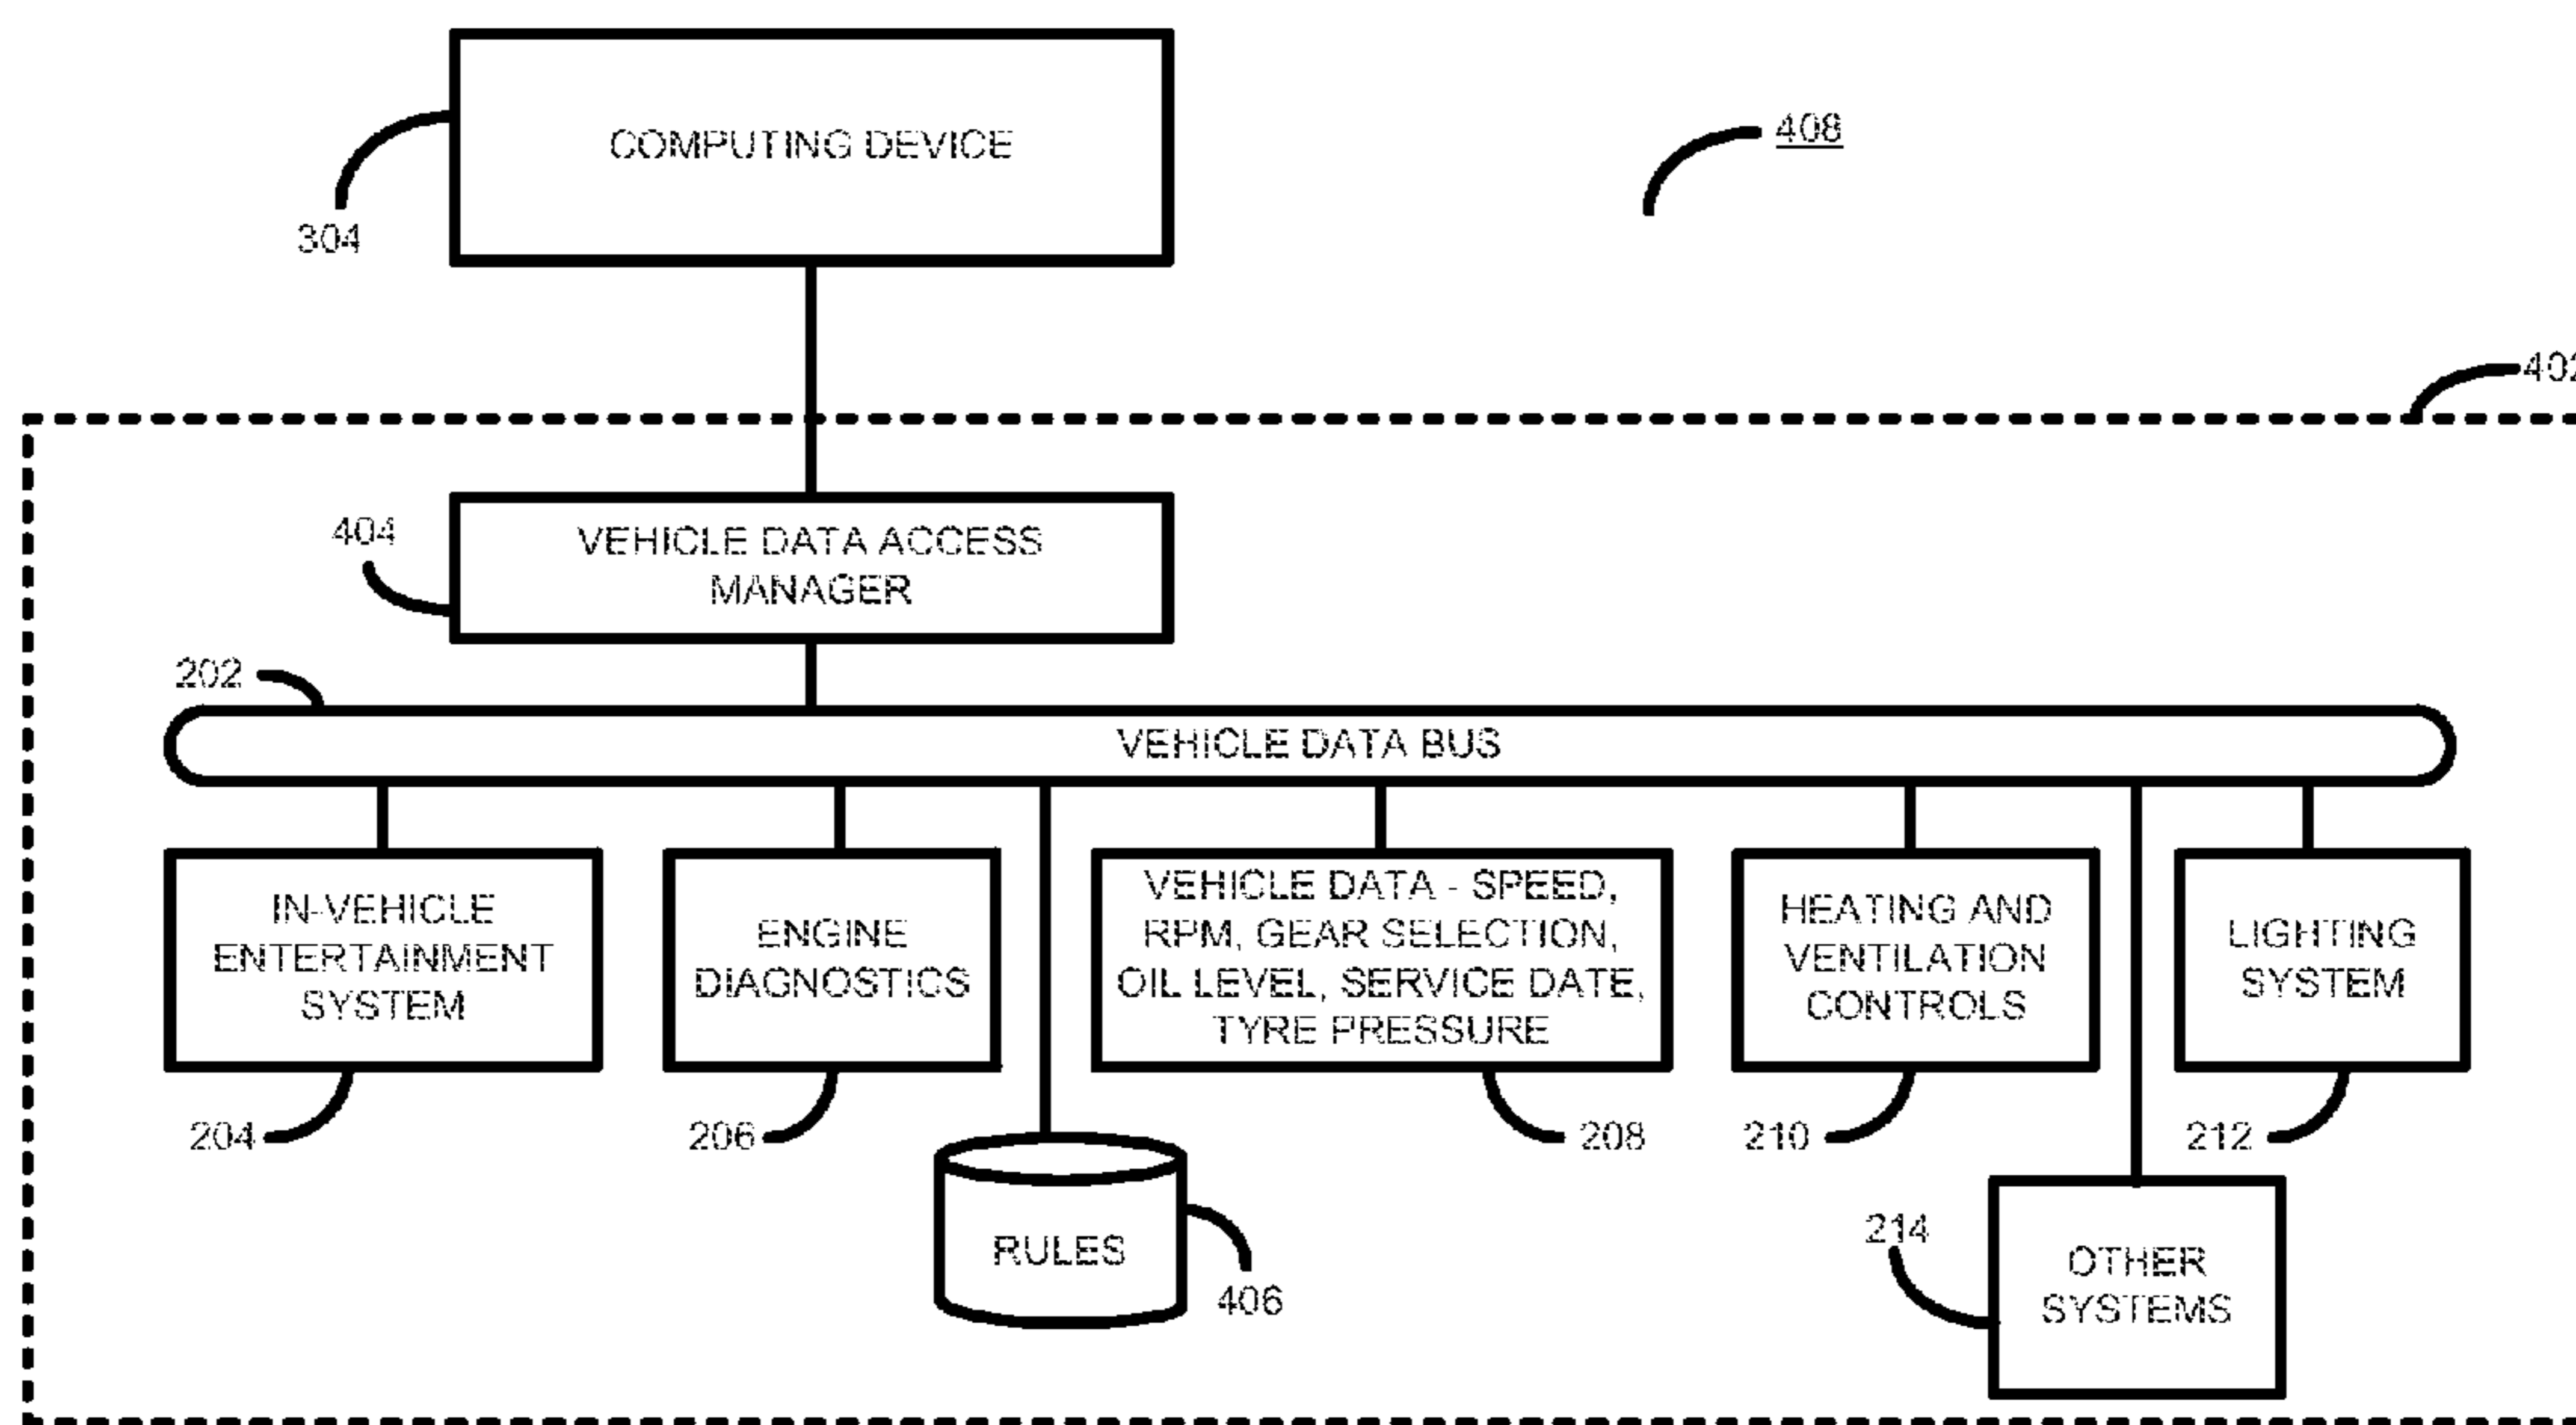 COMPUTING DEVICE
304
408
402
404
VEHICLE DATA ACCESS
MANAGER
202
VEHICLE DATA BUS
IN-VEHICLE
ENTERTAINMENT
SYSTEM
ENGINE
DIAGNOSTICS
VEHICLE DATA - SPEED,
RPM, GEAR SELECTION,
OIL LEVEL, SERVICE DATE,
TYRE PRESSURE
HEATING AND
VENTILATION
CONTROLS
LIGHTING
SYSTEM
204
206
208
210
212
RULES
406
214
OTHER
SYSTEMS